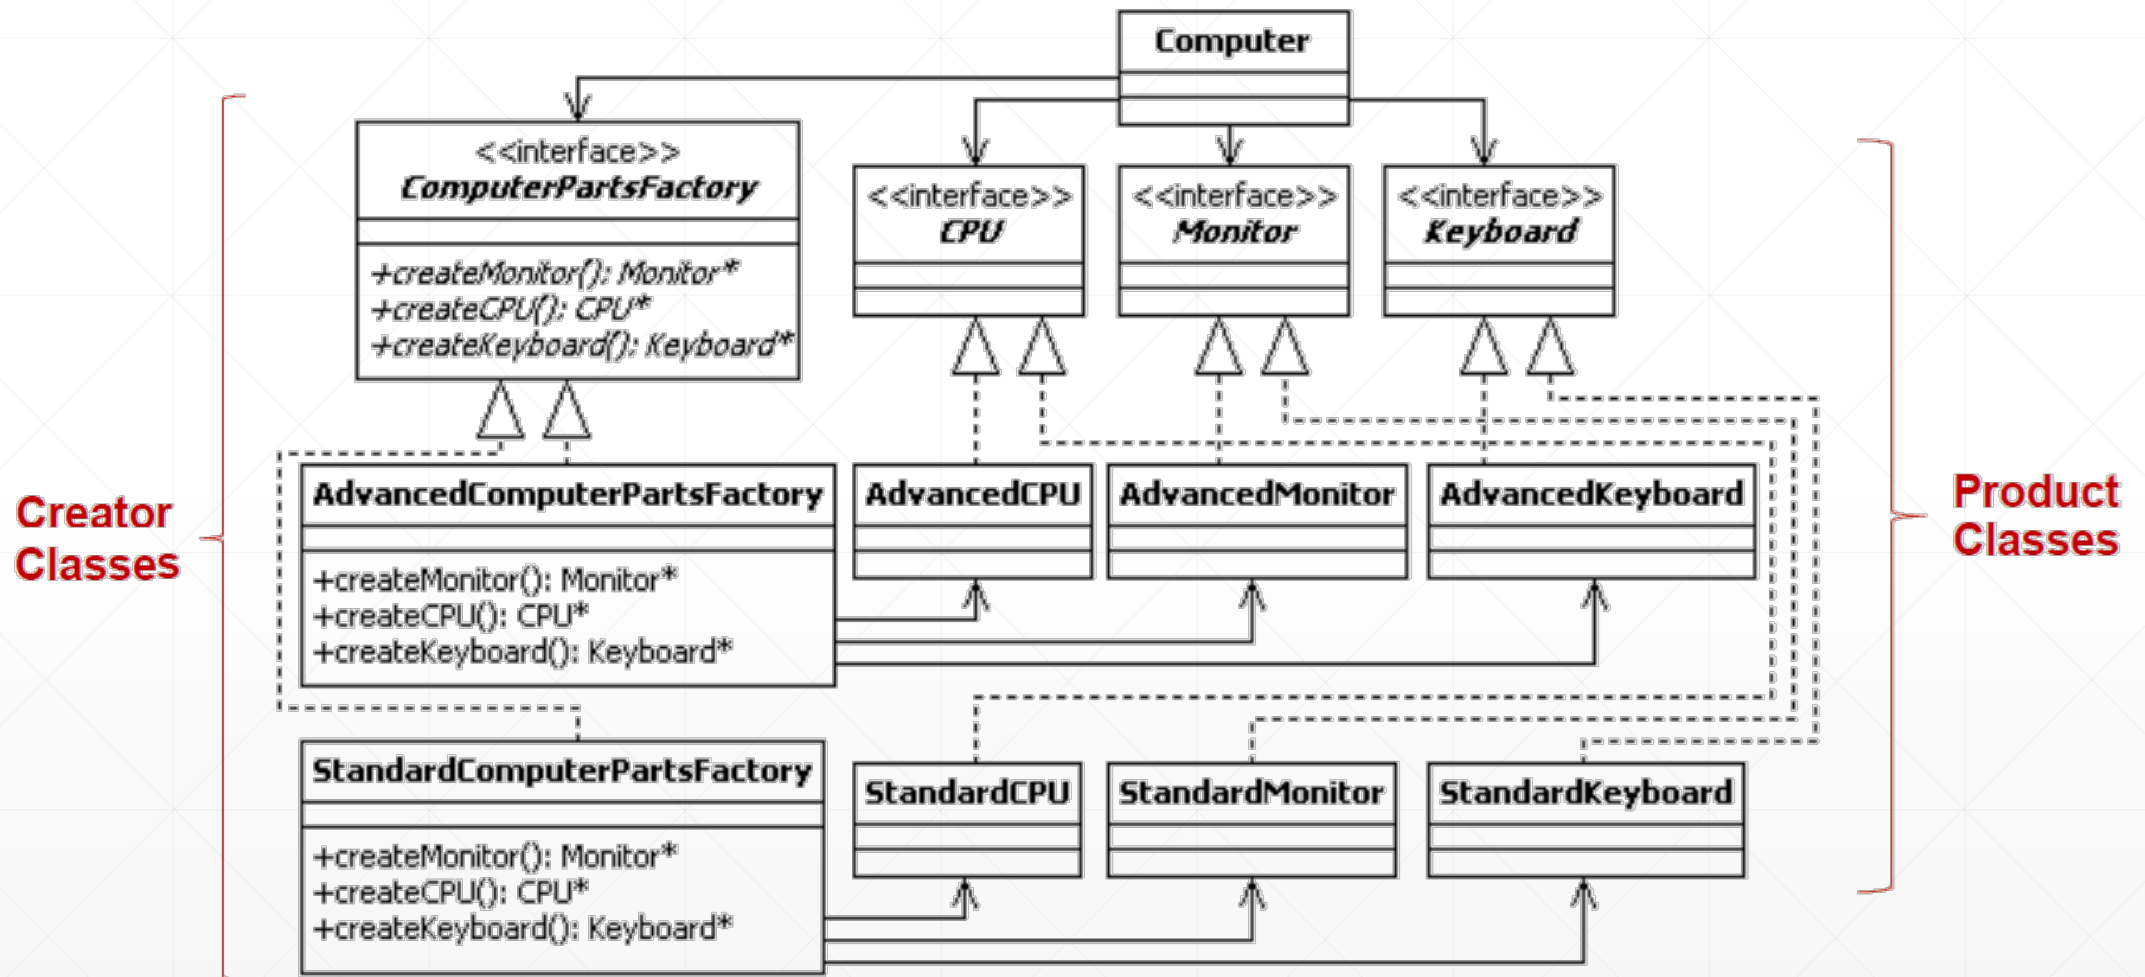 Computer
<<interface>>
ComputerPartsFactory
+createMonitor(): Monitor*
+createCPU(): CPU*
+createKeyboard(): Keyboard*
<<interface>>
CPU
<<interface>>
Monitor
<<interface>>
Keyboard
Creator
Classes
AdvancedComputerPartsFactory
+createMonitor(): Monitor*
+createCPU(): CPU*
+createKeyboard(): Keyboard*
AdvancedCPU
AdvancedMonitor
AdvancedKeyboard
Product
Classes
StandardComputerPartsFactory
+createMonitor(): Monitor*
+createCPU(): CPU*
+createKeyboard(): Keyboard*
StandardCPU
StandardMonitor
StandardKeyboard